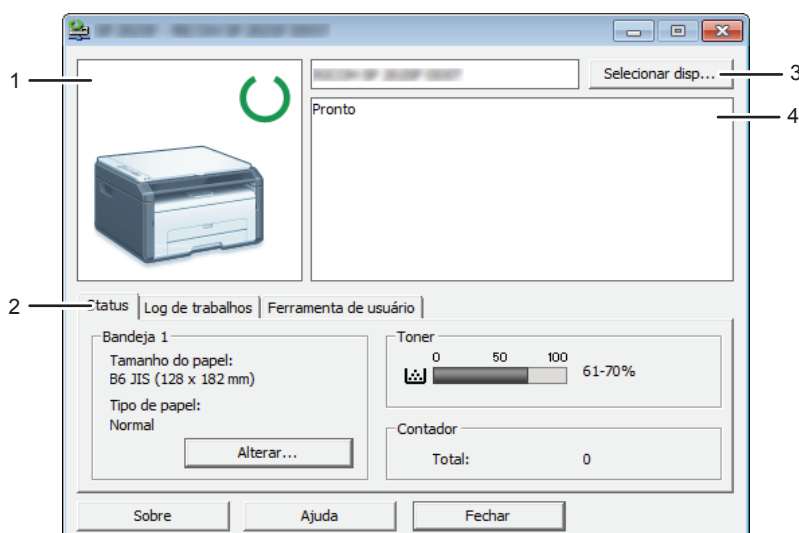 1
Selecionar disp...
3
Pronto
4
2
Status
Log de trabalhos
Ferramenta de usuário
Bandeja 1
Tamanho do papel:
B6 JIS (128 x 182 mm)
Tipo de papel:
Normal
Alterar...
Toner
0 50 100
61-70%
Contador
Total: 0
Sobre
Ajuda
Fechar